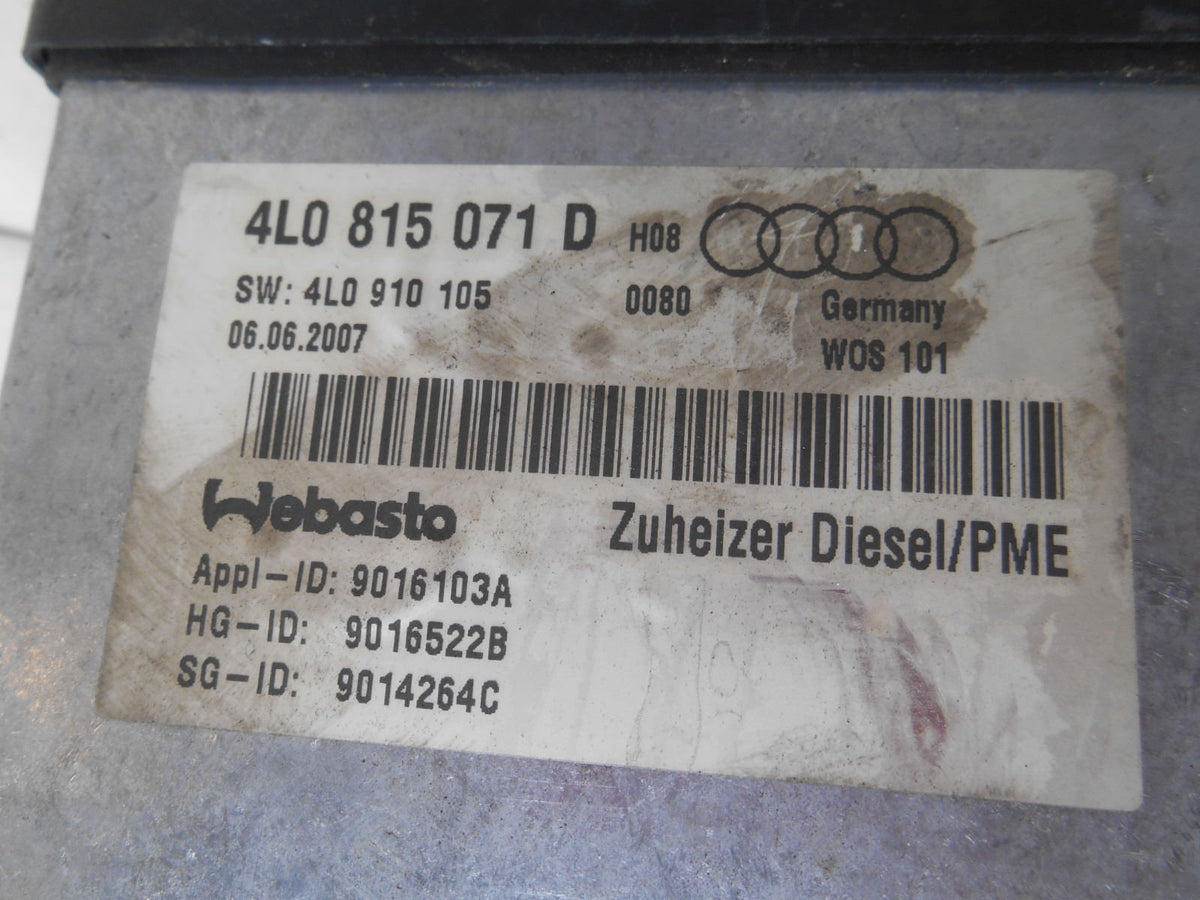 4L0 815 071 D H08
SW: 4L0 910 105 0080 Germany
06.06.2007 WOS 101
Webasto Zuheizer Diesel/PME
Appl-ID: 9016103A
HG-ID: 9016522B
SG-ID: 9014264C